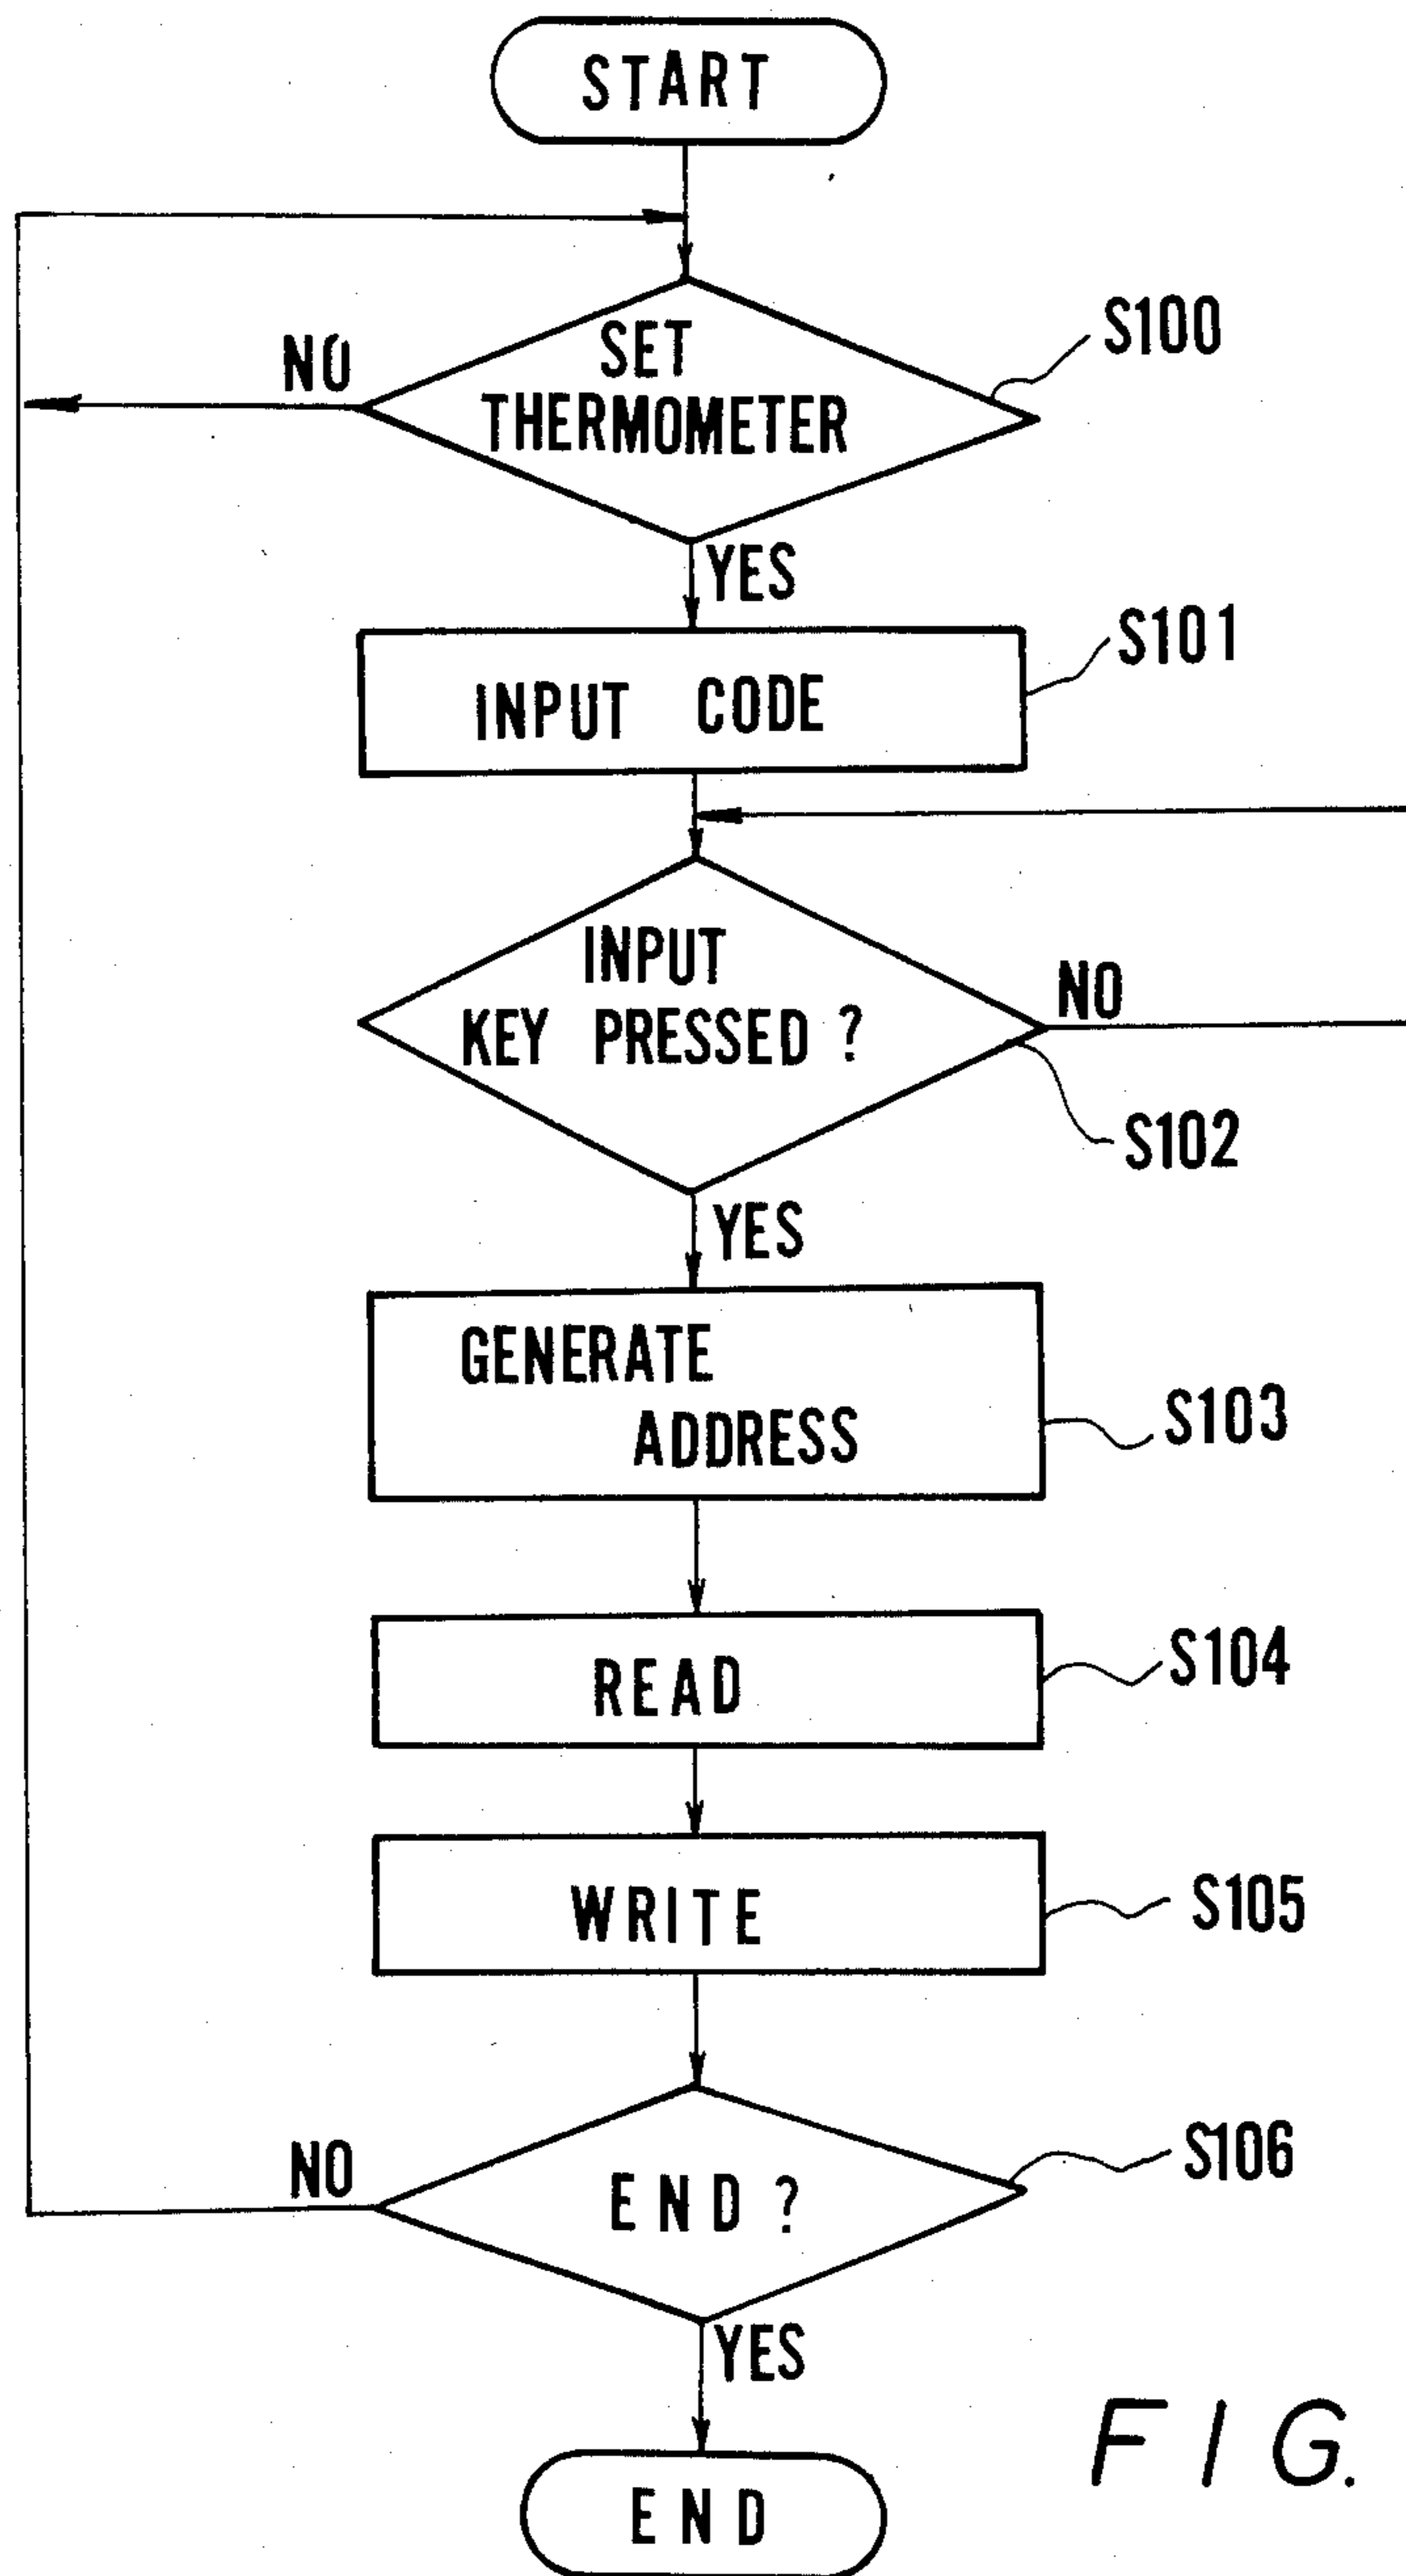 START
NO
SET
THERMOMETER
S100
YES
INPUT CODE
S101
INPUT
KEY PRESSED ?
NO
S102
YES
GENERATE
ADDRESS
S103
READ
S104
WRITE
S105
NO
END ?
S106
YES
END
FIG.